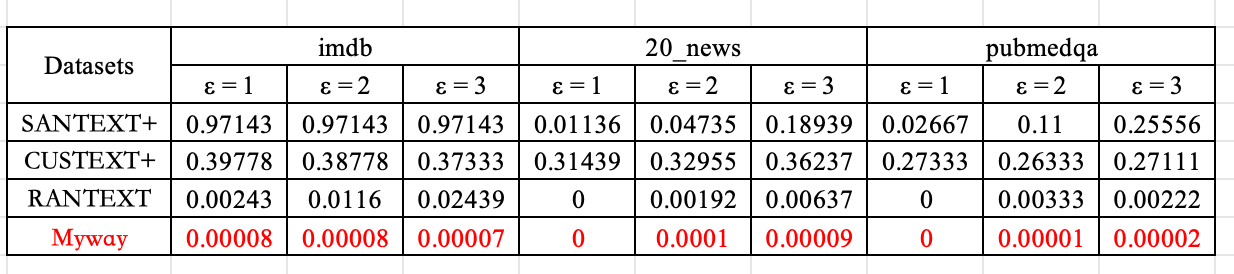 Datasets imdb 20_news pubmedqa
ε = 1 ε = 2 ε = 3 ε = 1 ε = 2 ε = 3 ε = 1 ε = 2 ε = 3
SANTEXT+ 0.97143 0.97143 0.97143 0.01136 0.04735 0.18939 0.02667 0.11 0.25556
CUSTEXT+ 0.39778 0.38778 0.37333 0.31439 0.32955 0.36237 0.27333 0.26333 0.27111
RANTEXT 0.00243 0.0116 0.02439 0 0.00192 0.00637 0 0.00333 0.00222
Myway 0.00008 0.00008 0.00007 0 0.0001 0.00009 0 0.00001 0.00002